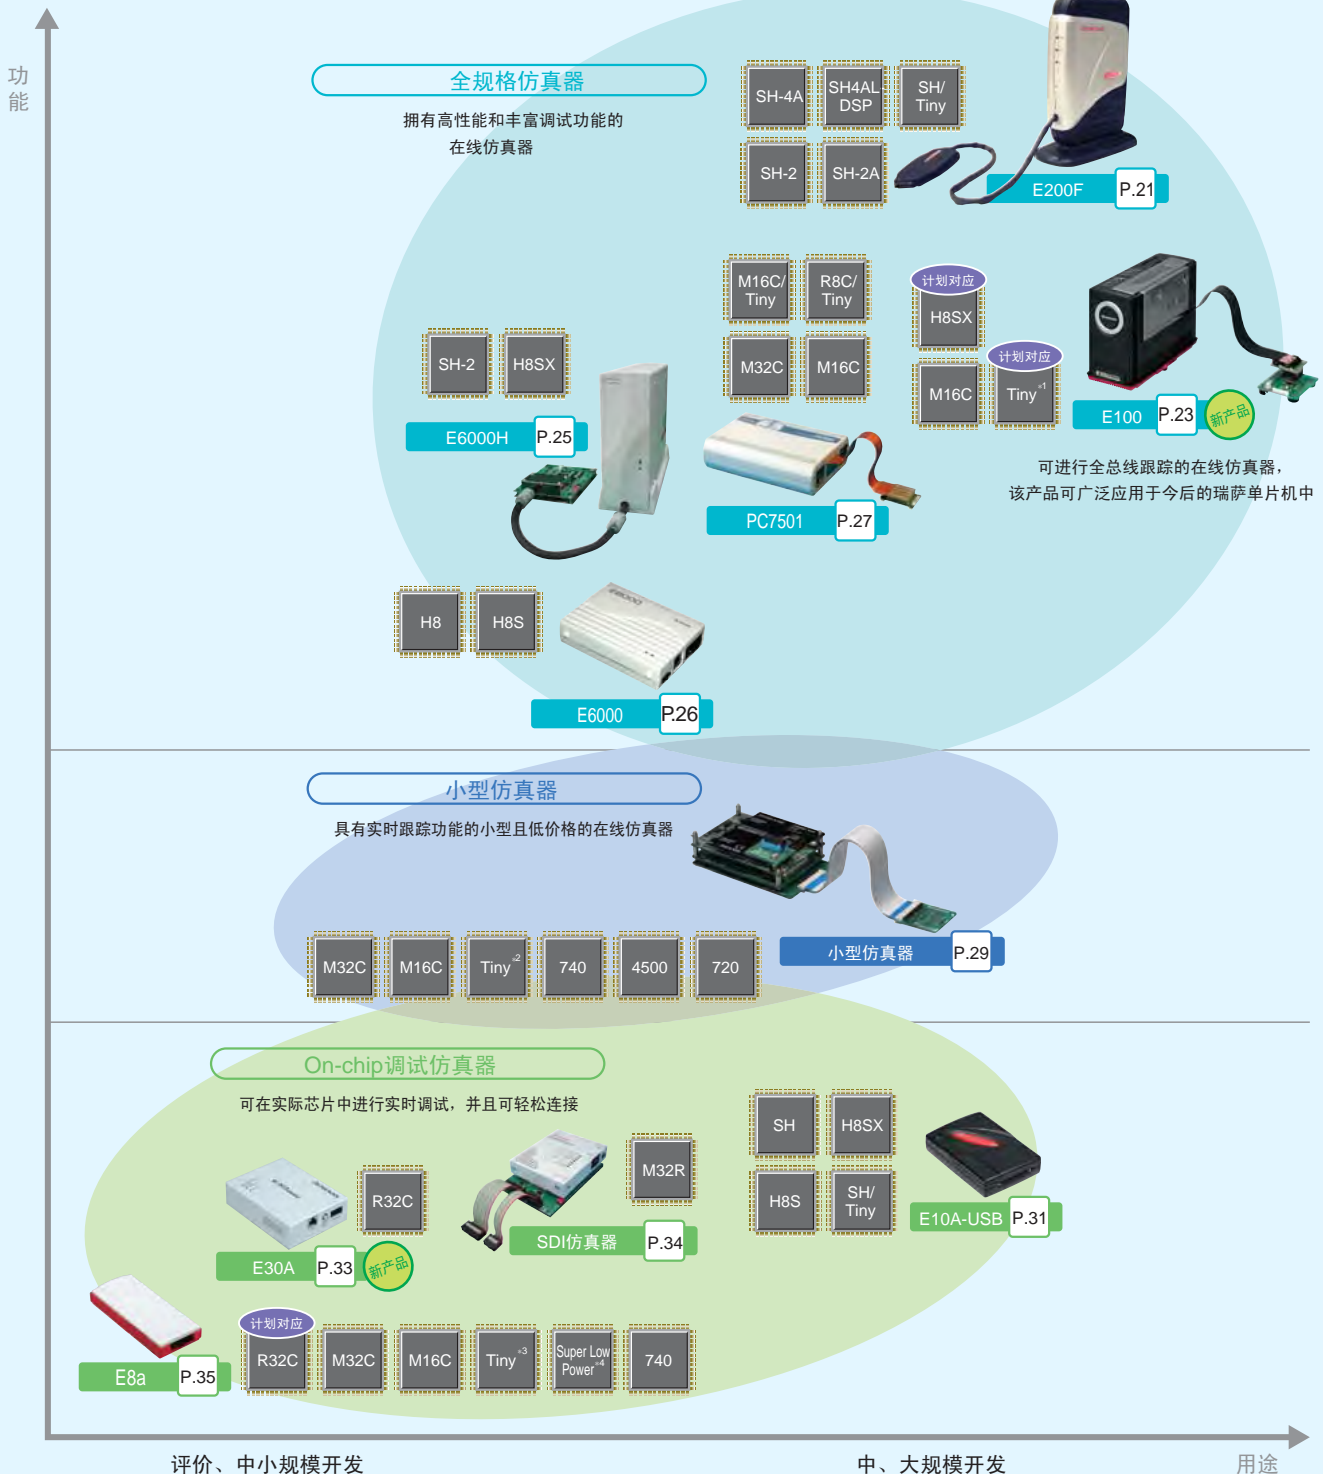 功
能
全规格仿真器
拥有高性能和丰富调试功能的
在线仿真器
SH-4A
SH4AL-
DSP
SH/
Tiny
SH-2
SH-2A
E200F
P.21
M16C/
Tiny
R8C/
Tiny
M32C
M16C
PC7501
P.27
计划对应
H8SX
M16C
计划对应
Tiny*1
E100
P.23
新产品
可进行全总线跟踪的在线仿真器，
该产品可广泛应用于今后的瑞萨单片机中
SH-2
H8SX
E6000H
P.25
H8
H8S
E6000
E6000
P.26
小型仿真器
具有实时跟踪功能的小型且低价格的在线仿真器
小型仿真器
P.29
M32C
M16C
Tiny*2
740
4500
720
On-chip调试仿真器
可在实际芯片中进行实时调试，并且可轻松连接
R32C
E30A
P.33
新产品
M32R
SDI仿真器
P.34
SH
H8SX
H8S
SH/
Tiny
E10A-USB
P.31
E8a
P.35
计划对应
R32C
M32C
M16C
Tiny*3
Super Low
Power*4
740
评价、中小规模开发
中、大规模开发
用途